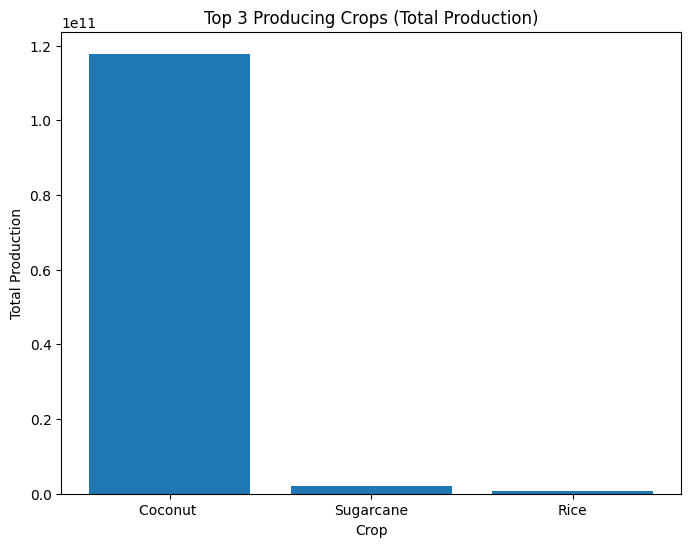 Top 3 Producing Crops (Total Production)
1e11
1.2
1.0
0.8
0.6
0.4
0.2
0.0
Total Production
Coconut Sugarcane Rice
Crop